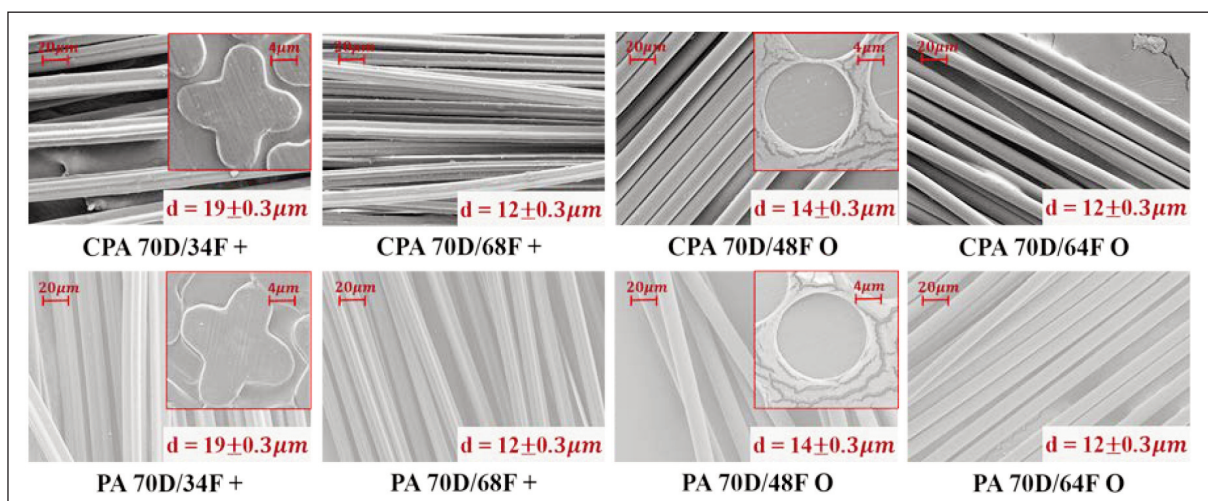 20μm 4μm 20μm 20μm 4μm 20μm
d = 19±0.3μm d = 12±0.3μm d = 14±0.3μm d = 12±0.3μm
CPA 70D/34F + CPA 70D/68F + CPA 70D/48F O CPA 70D/64F O
20μm 4μm 20μm 20μm 4μm 20μm
d = 19±0.3μm d = 12±0.3μm d = 14±0.3μm d = 12±0.3μm
PA 70D/34F + PA 70D/68F + PA 70D/48F O PA 70D/64F O